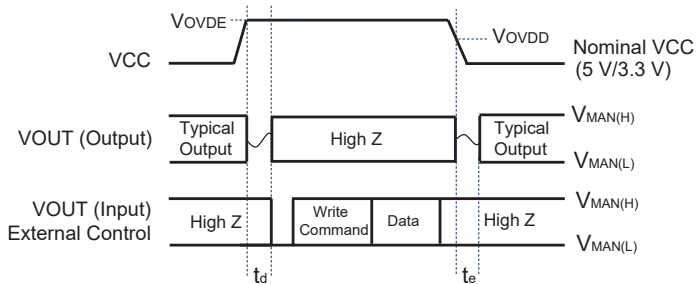 VOVDE
VOVDD
VCC
Nominal VCC
(5 V/3.3 V)
VOUT (Output)
Typical
Output
High Z
Typical
Output
VMAN(H)
VMAN(L)
VOUT (Input)
External Control
High Z
Write
Command
Data
High Z
VMAN(H)
VMAN(L)
td
te